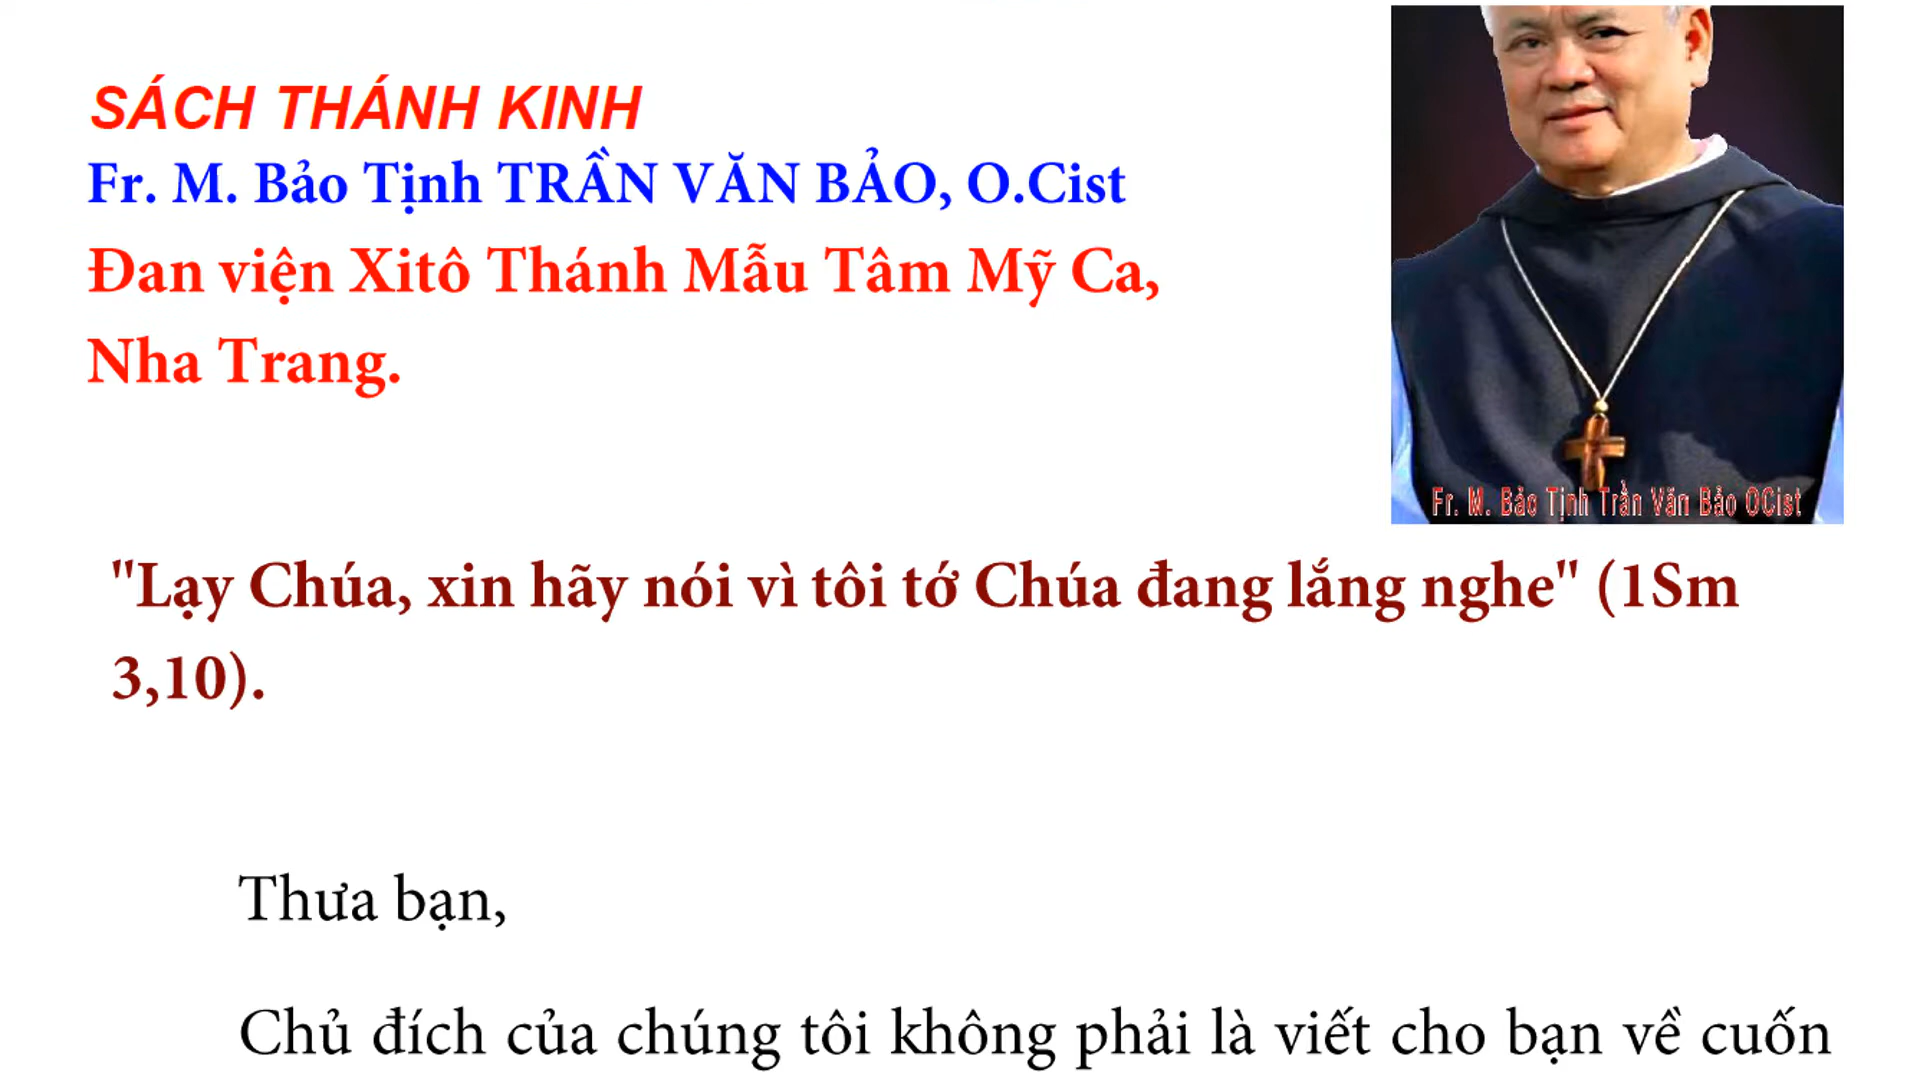 SÁCH THÁNH KINH
Fr. M. Bảo Tịnh TRẦN VĂN BẢO, O.Cist
Đan viện Xitô Thánh Mẫu Tâm Mỹ Ca,
Nha Trang.
Fr. M. Bảo Tịnh Trần Văn Bảo OCist
"Lạy Chúa, xin hãy nói vì tôi tớ Chúa đang lắng nghe" (1Sm
3,10).
Thưa bạn,
Chủ đích của chúng tôi không phải là viết cho bạn về cuốn